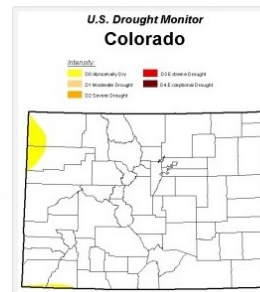 U.S. Drought Monitor
Colorado
Intensity:
D0 Abnormally Dry
D1 Moderate Drought
D2 Severe Drought
D3 Extreme Drought
D4 Exceptional Drought